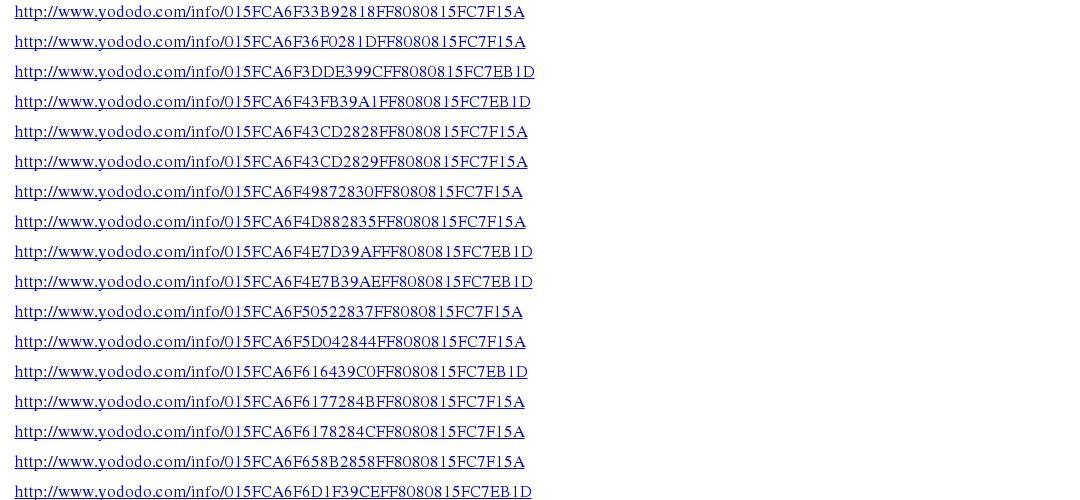 http://www.yododo.com/info/015FCA6F33B92818FF8080815FC7F15A
http://www.yododo.com/info/015FCA6F36F0281DFF8080815FC7F15A
http://www.yododo.com/info/015FCA6F3DDE399CFF8080815FC7EB1D
http://www.yododo.com/info/015FCA6F43FB39A1FF8080815FC7EB1D
http://www.yododo.com/info/015FCA6F43CD2828FF8080815FC7F15A
http://www.yododo.com/info/015FCA6F43CD2829FF8080815FC7F15A
http://www.yododo.com/info/015FCA6F49872830FF8080815FC7F15A
http://www.yododo.com/info/015FCA6F4D882835FF8080815FC7F15A
http://www.yododo.com/info/015FCA6F4E7D39AFFF8080815FC7EB1D
http://www.yododo.com/info/015FCA6F4E7B39AEFF8080815FC7EB1D
http://www.yododo.com/info/015FCA6F50522837FF8080815FC7F15A
http://www.yododo.com/info/015FCA6F5D042844FF8080815FC7F15A
http://www.yododo.com/info/015FCA6F616439C0FF8080815FC7EB1D
http://www.yododo.com/info/015FCA6F6177284BFF8080815FC7F15A
http://www.yododo.com/info/015FCA6F6178284CFF8080815FC7F15A
http://www.yododo.com/info/015FCA6F658B2858FF8080815FC7F15A
http://www.yododo.com/info/015FCA6F6D1F39CEFF8080815FC7EB1D